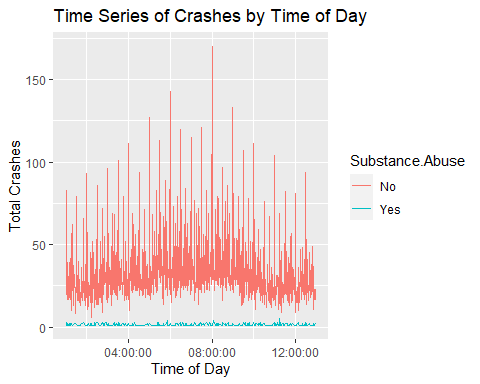 Time Series of Crashes by Time of Day
150
100
50
0
Total Crashes
04:00:00
08:00:00
12:00:00
Time of Day
Substance.Abuse
No
Yes